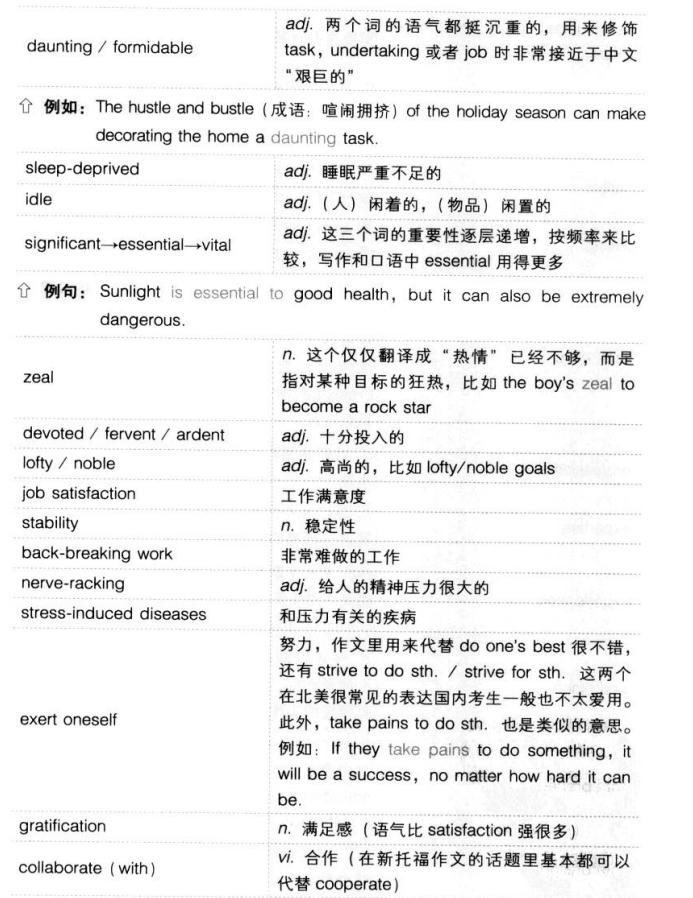 daunting / formidable
adj. 两个词的语气都挺沉重的，用来修饰
task，undertaking 或者 job 时非常接近于中文
“艰巨的”
⇧ 例如：The hustle and bustle（成语：喧闹拥挤）of the holiday season can make
decorating the home a daunting task.
sleep-deprived
adj. 睡眠严重不足的
idle
adj.（人）闲着的，（物品）闲置的
significant→essential→vital
adj. 这三个词的重要性逐层递增，按频率来比
较，写作和口语中 essential 用得更多
⇧ 例句：Sunlight is essential to good health，but it can also be extremely
dangerous.
zeal
n. 这个仅仅翻译成“热情”已经不够，而是
指对某种目标的狂热，比如 the boy's zeal to
become a rock star
devoted / fervent / ardent
adj. 十分投入的
lofty / noble
adj. 高尚的，比如 lofty/noble goals
job satisfaction
工作满意度
stability
n. 稳定性
back-breaking work
非常难做的工作
nerve-racking
adj. 给人的精神压力很大的
stress-induced diseases
和压力有关的疾病
exert oneself
努力，作文里用来代替 do one's best 很不错，
还有 strive to do sth. / strive for sth. 这两个
在北美很常见的表达国内考生一般也不太爱用。
此外，take pains to do sth. 也是类似的意思。
例如：If they take pains to do something，it
will be a success，no matter how hard it can
be.
gratification
n. 满足感（语气比 satisfaction 强很多）
collaborate（with）
vi. 合作（在新托福作文的话题里基本都可以
代替 cooperate）